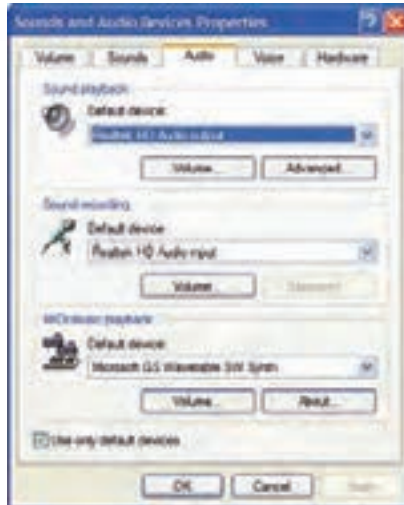 Sounds and Audio Devices Properties
Volume Sounds Audio Voice Hardware
Sound playback
Default device:
Realtek HD Audio output
Volume... Advanced...
Sound recording
Default device:
Realtek HD Audio input
Volume... Advanced...
MIDI music playback
Default device:
Microsoft GS Wavetable SW Synth
Volume... About...
Use only default devices
OK Cancel Apply